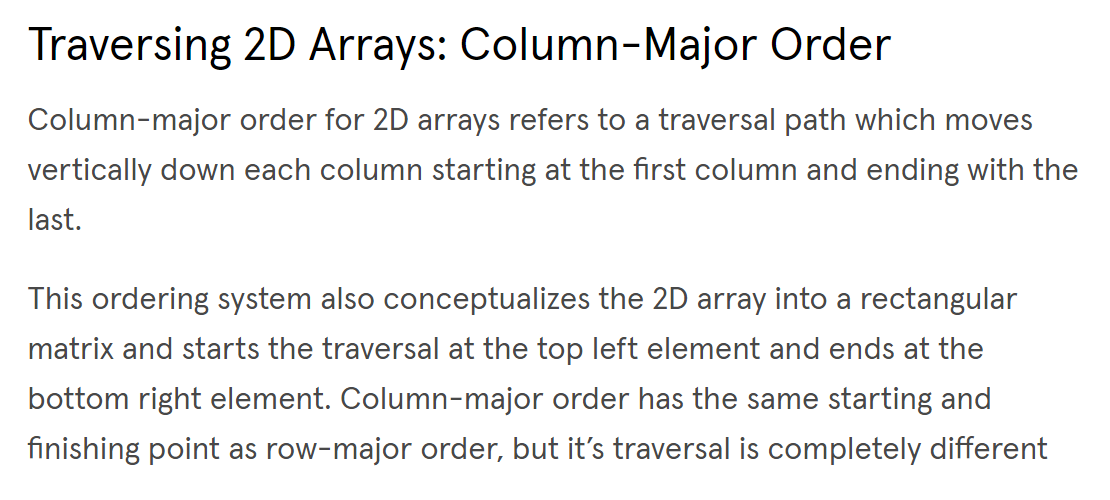 Traversing 2D Arrays: Column-Major Order
Column-major order for 2D arrays refers to a traversal path which moves
vertically down each column starting at the first column and ending with the
last.
This ordering system also conceptualizes the 2D array into a rectangular
matrix and starts the traversal at the top left element and ends at the
bottom right element. Column-major order has the same starting and
finishing point as row-major order, but it’s traversal is completely different